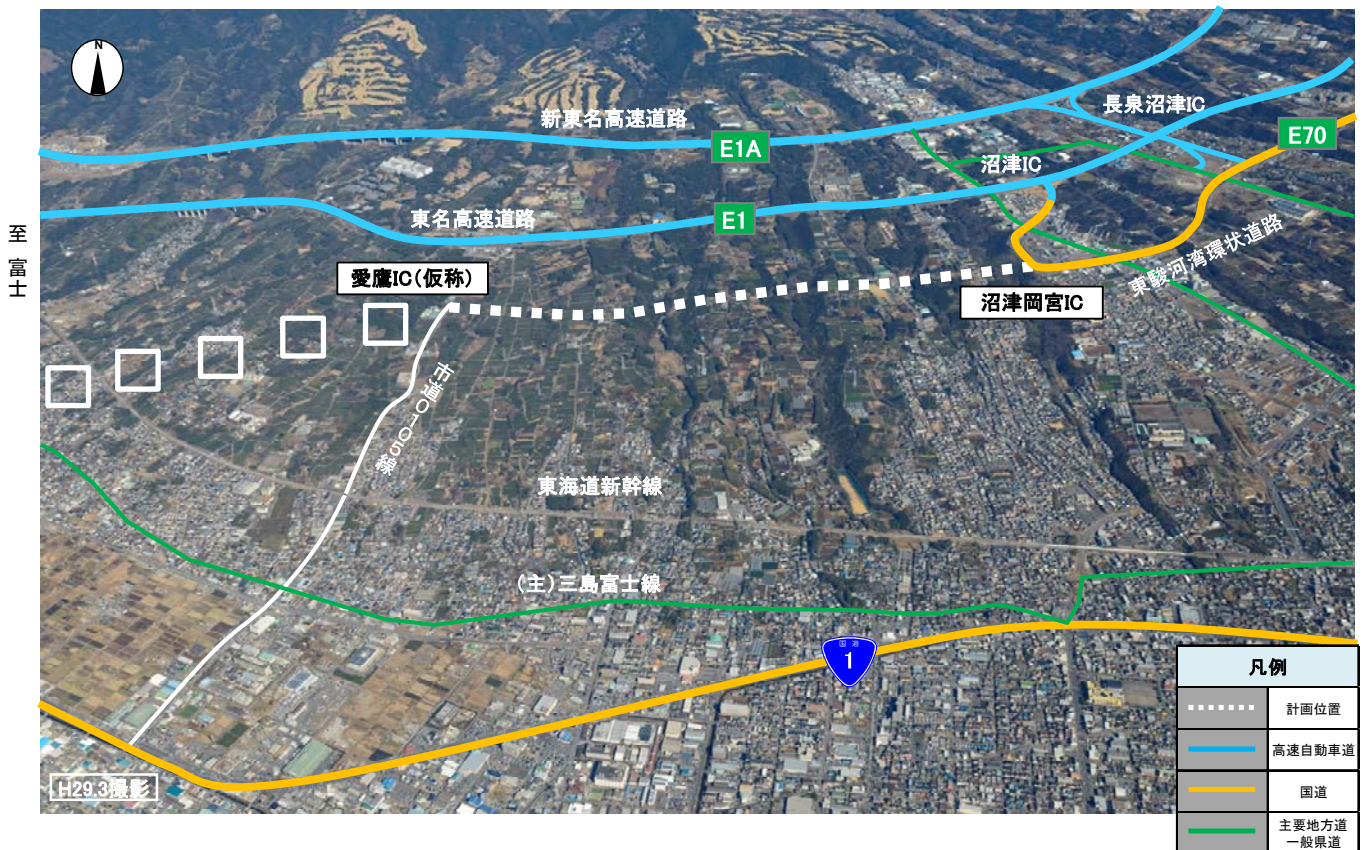 N
新東名高速道路
長泉沼津IC
E1A
E70
沼津IC
東名高速道路
E1
至 富士
愛鷹IC(仮称)
沼津岡宮IC
東駿河湾環状道路
市道0105線
東海道新幹線
(主)三島富士線
国道
1
H29.3撮影
凡例
計画位置
高速自動車道
国道
主要地方道
一般県道